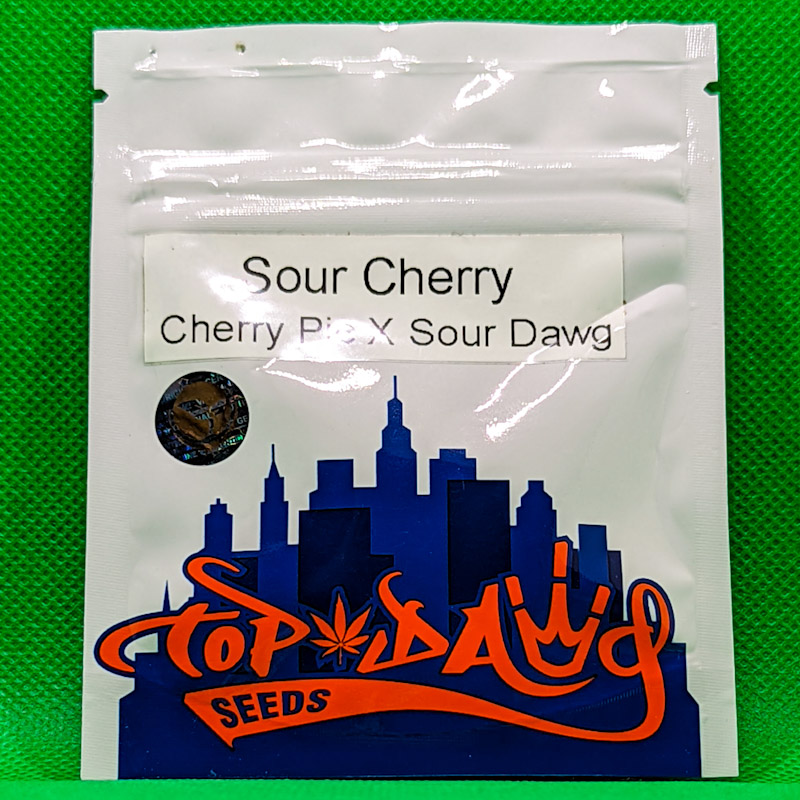 Sour Cherry
Cherry Pie X Sour Dawg
TOP DAWG
SEEDS